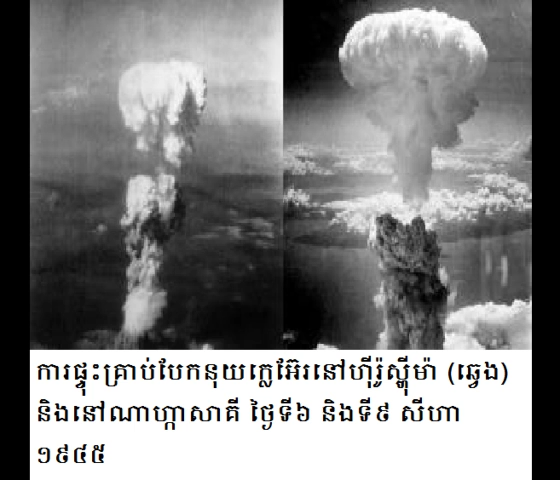 ការផ្ទុះគ្រាប់បែកនុយក្លេអ៊ែរនៅហ៊ីរ៉ូស្ហ៊ីម៉ា (ឆ្វេង)
និងនៅណាហ្កាសាគី ថ្ងៃទី៦ និងទី៩ សីហា
១៩៤៥